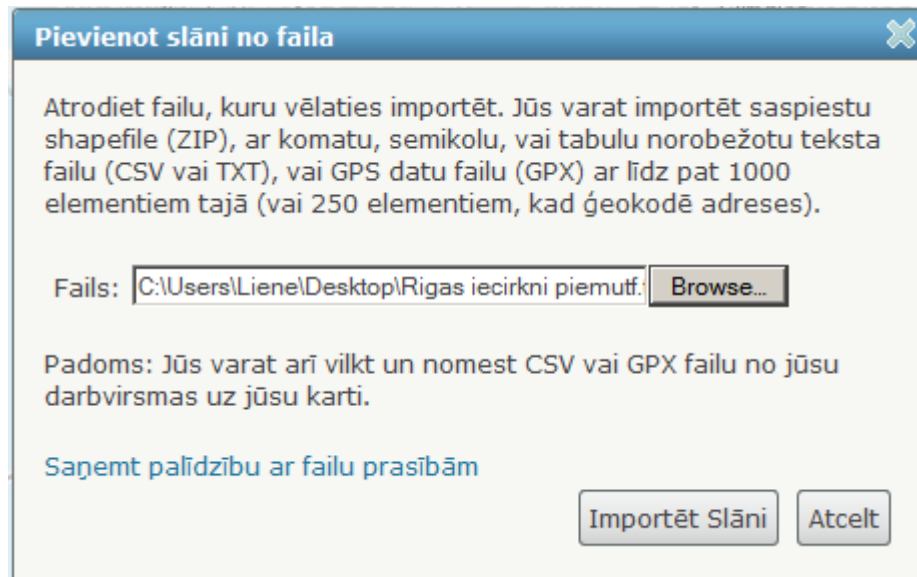 Pievienot slāni no faila
Atrodiet failu, kuru vēlaties importēt. Jūs varat importēt saspiestu
shapefile (ZIP), ar komatu, semikolu, vai tabulu norobežotu teksta
failu (CSV vai TXT), vai GPS datu failu (GPX) ar līdz pat 1000
elementiem tajā (vai 250 elementiem, kad ģeokodē adreses).
Fails: C:\Users\Liene\Desktop\Rigas iecirkni piemutf. Browse...
Padoms: Jūs varat arī vilkt un nomest CSV vai GPX failu no jūsu
darbvirsmas uz jūsu karti.
Saņemt palīdzību ar failu prasībām
Importēt Slāni Atcelt